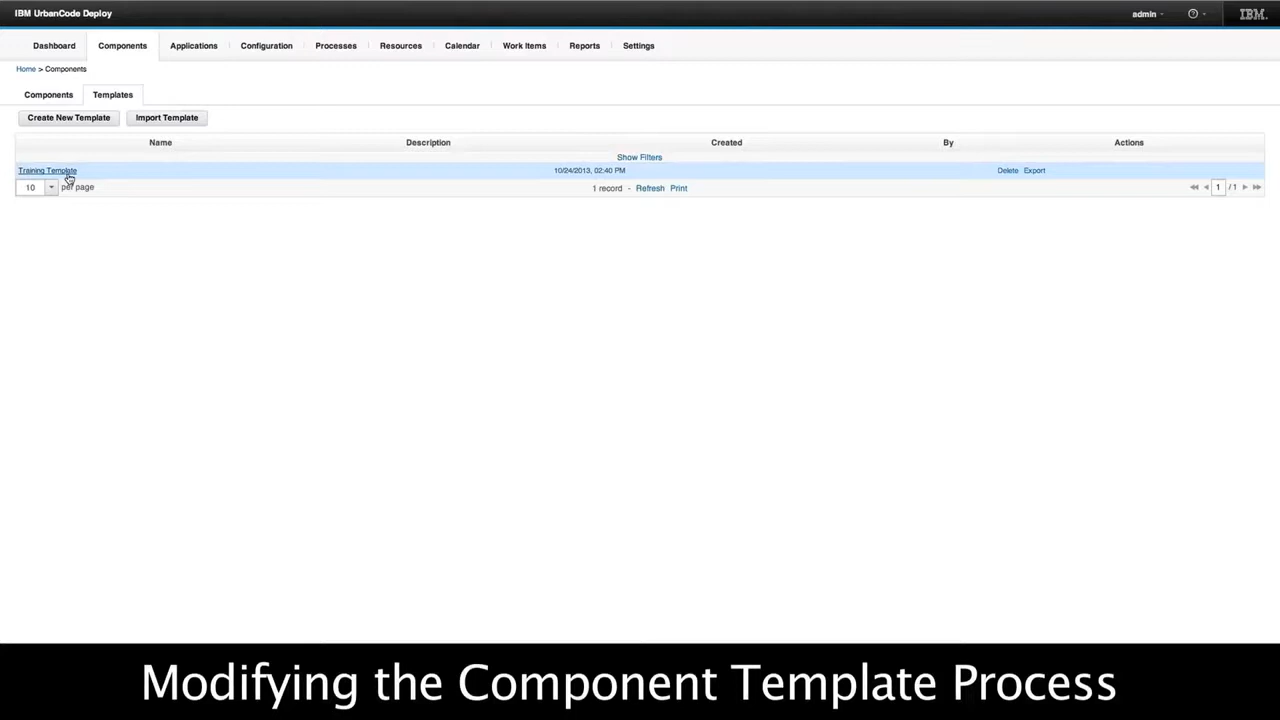 IBM UrbanCode Deploy admin IBM.
Dashboard Components Applications Configuration Processes Resources Calendar Work Items Reports Settings
Home > Components
Components Templates
Create New Template Import Template
Name Description Created By Actions
Show Filters
Training Template 10/24/2013, 02:40 PM Delete Export
10 per page 1 record - Refresh Print 1 / 1
Modifying the Component Template Process